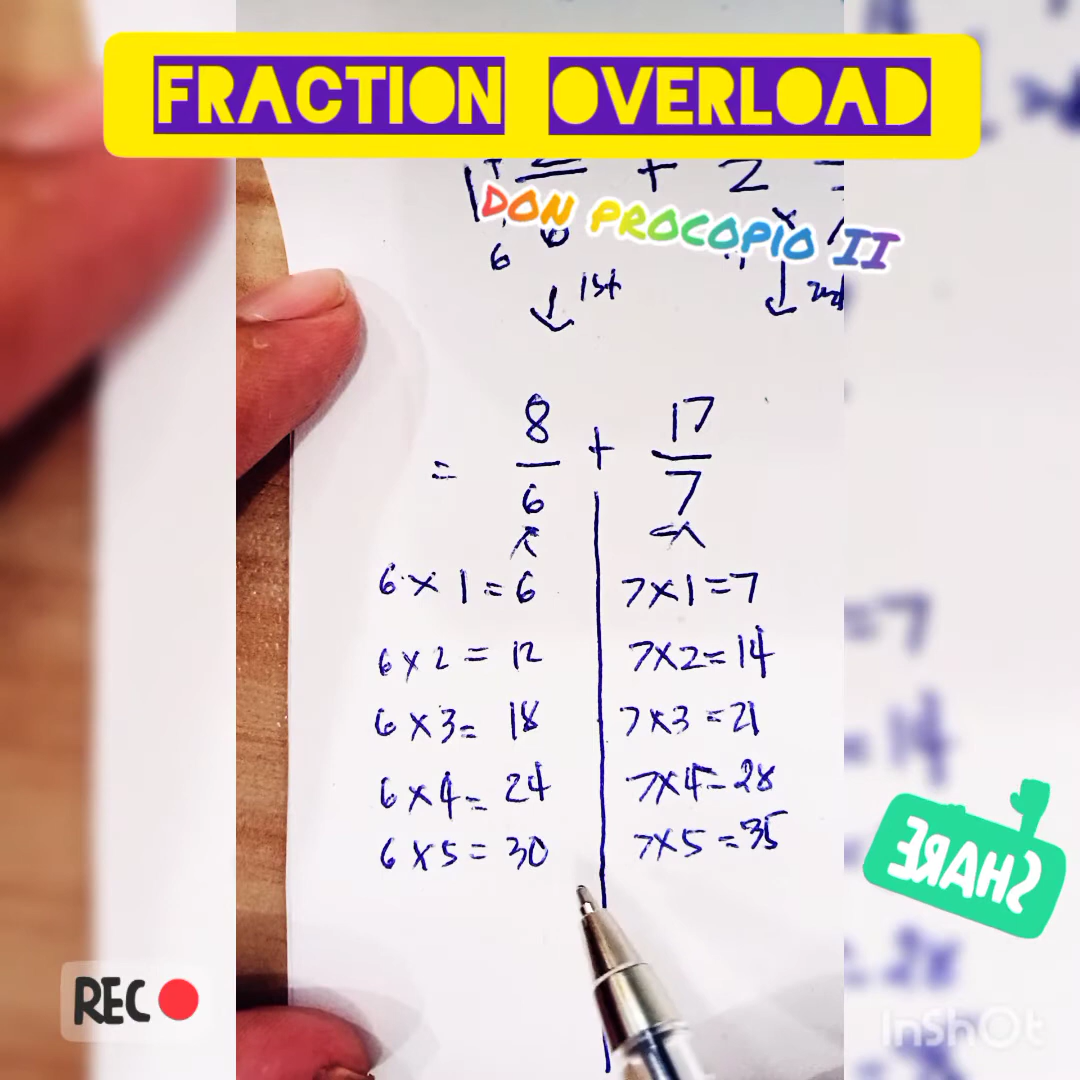 FRACTION OVERLOAD
+ 2
DON PROCOPIO II
6
1st
2nd
= 8/6 + 17/7
6 x 1 = 6
7 x 1 = 7
6 x 2 = 12
7 x 2 = 14
6 x 3 = 18
7 x 3 = 21
6 x 4 = 24
7 x 4 = 28
6 x 5 = 30
7 x 5 = 35
SHARE
REC
InShOt